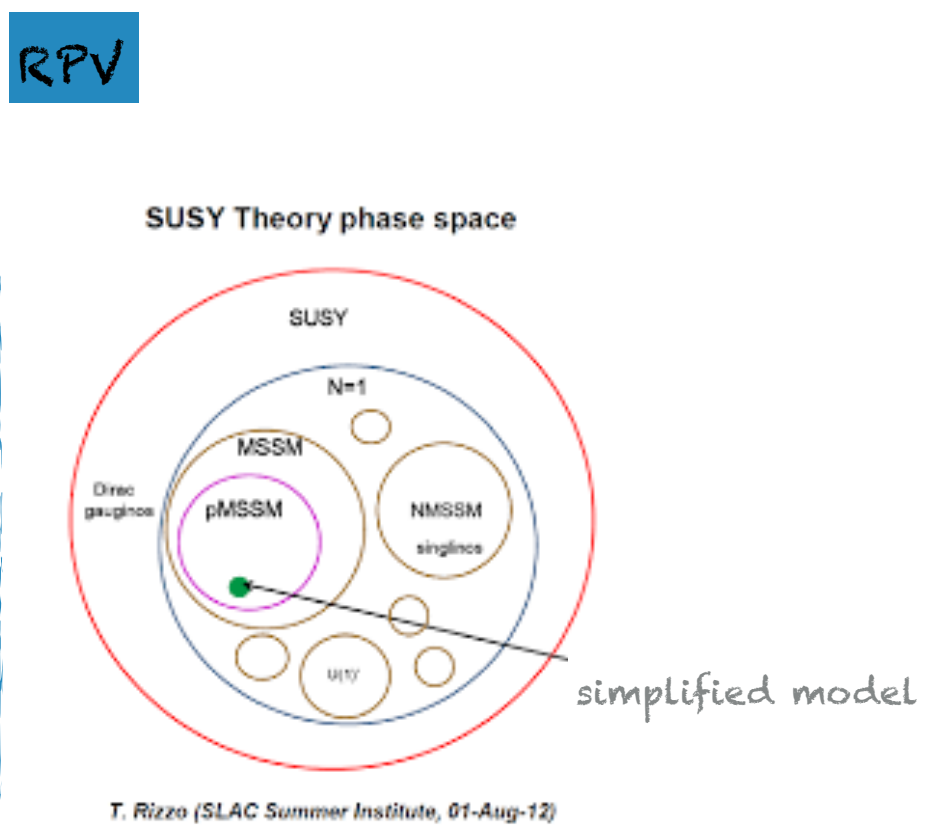 RPV
SUSY Theory phase space
SUSY
N=1
MSSM
Dirac
gauginos
pMSSM
NMSSM
singlinos
U(1)'
simplified model
T. Rizzo (SLAC Summer Institute, 01-Aug-12)